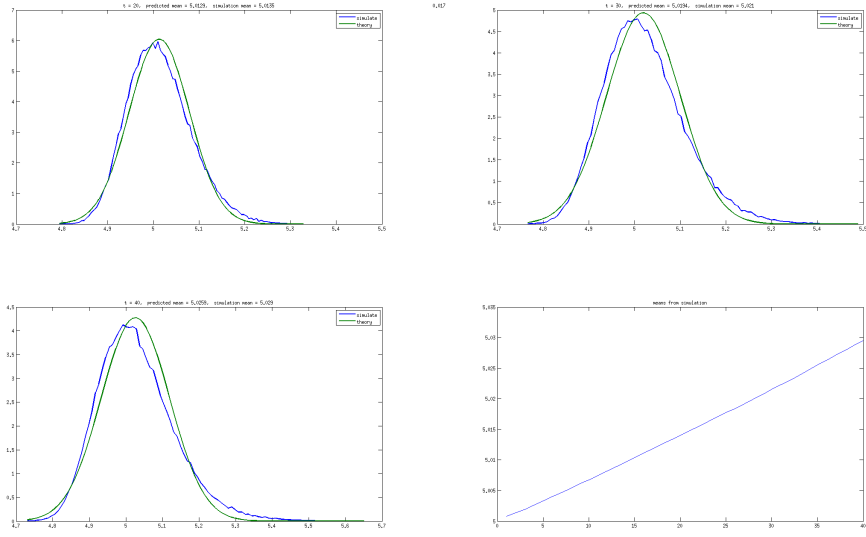 t = 20, predicted mean = 5.0129, simulation mean = 5.0135
simulate
theory
7
6
5
4
3
2
1
0
4.7 4.8 4.9 5 5.1 5.2 5.3 5.4 5.5
0.017
t = 30, predicted mean = 5.0194, simulation mean = 5.021
simulate
theory
5
4.5
4
3.5
3
2.5
2
1.5
1
0.5
0
4.7 4.8 4.9 5 5.1 5.2 5.3 5.4 5.5
t = 40, predicted mean = 5.0259, simulation mean = 5.029
simulate
theory
4.5
4
3.5
3
2.5
2
1.5
1
0.5
0
4.7 4.8 4.9 5 5.1 5.2 5.3 5.4 5.5 5.6 5.7
means from simulation
5.035
5.03
5.025
5.02
5.01
5.01
5.005
5
0 5 10 15 20 25 30 35 40